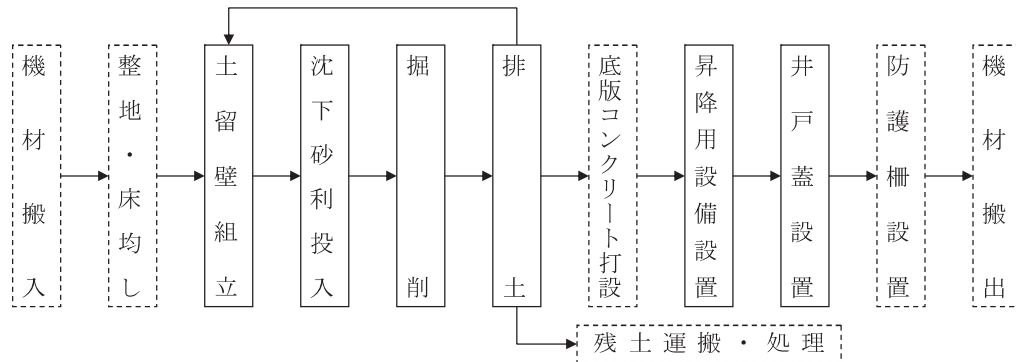 機材搬入
整地・床均し
土留壁組立
沈下砂利投入
掘削
排土
底版コンクリート打設
昇降用設備設置
井戸蓋設置
防護柵設置
機材搬出
残土運搬・処理